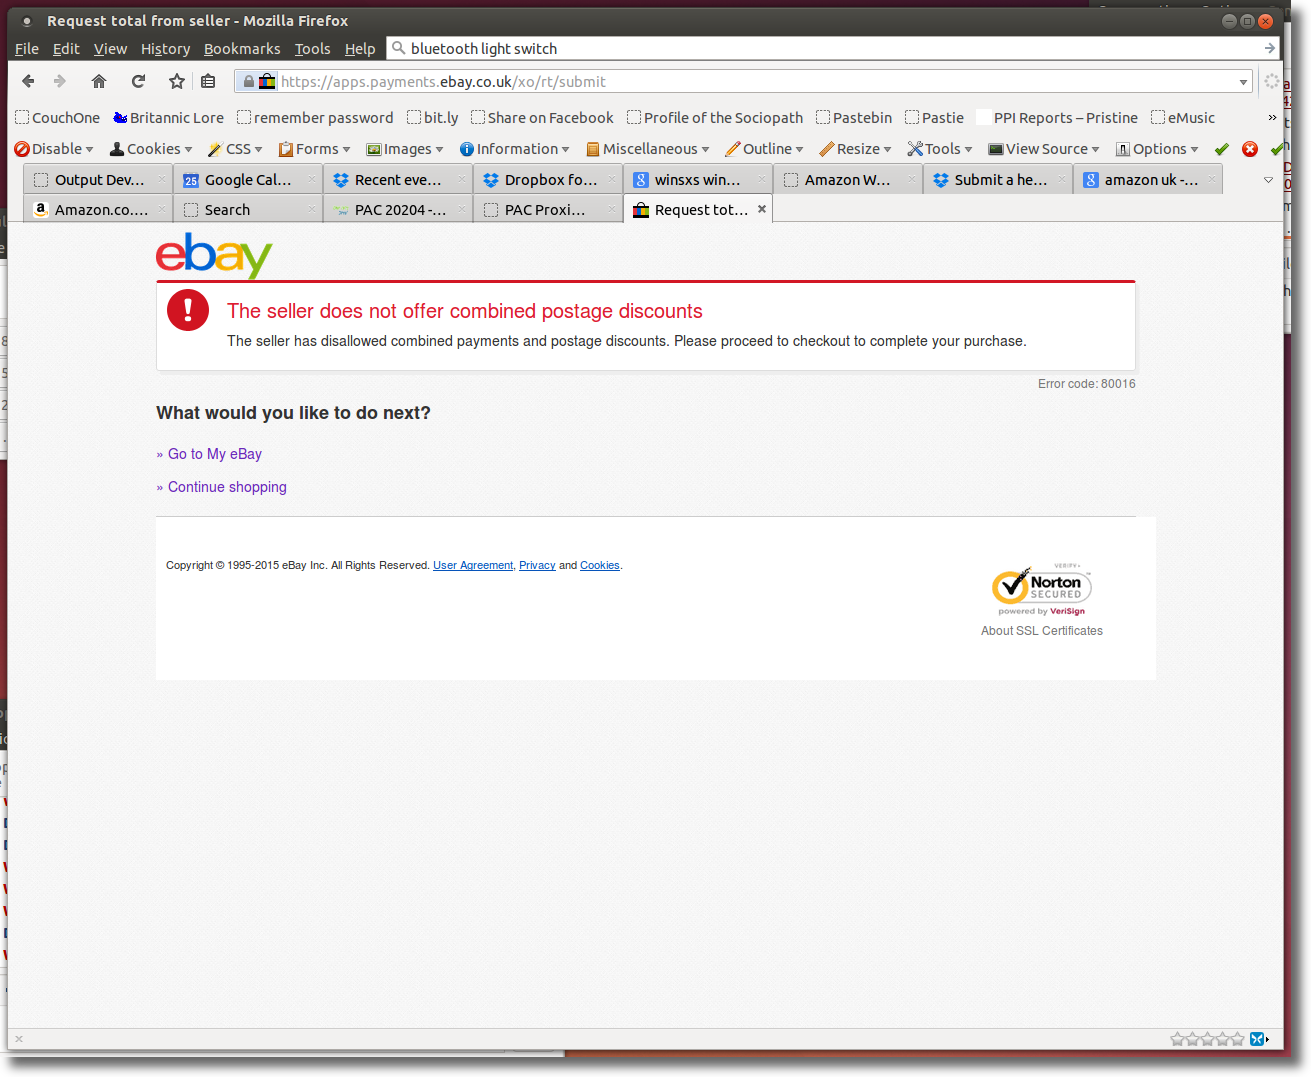 Request total from seller - Mozilla Firefox
File Edit View History Bookmarks Tools Help bluetooth light switch
https://apps.payments.ebay.co.uk/xo/rt/submit
CouchOne Britannic Lore remember password bit.ly Share on Facebook Profile of the Sociopath Pastebin Pastie PPI Reports – Pristine eMusic »
Disable Cookies CSS Forms Images Information Miscellaneous Outline Resize Tools View Source Options
Output Dev... Google Cal... Recent eve... Dropbox fo... winsxs win... Amazon W... Submit a he... amazon uk -...
Amazon.co.... Search PAC 20204 -... PAC Proxi... Request tot...
ebay
The seller does not offer combined postage discounts
The seller has disallowed combined payments and postage discounts. Please proceed to checkout to complete your purchase.
Error code: 80016
What would you like to do next?
» Go to My eBay
» Continue shopping
Copyright © 1995-2015 eBay Inc. All Rights Reserved. User Agreement, Privacy and Cookies.
VERIFY▸
Norton
SECURED
powered by VeriSign
About SSL Certificates